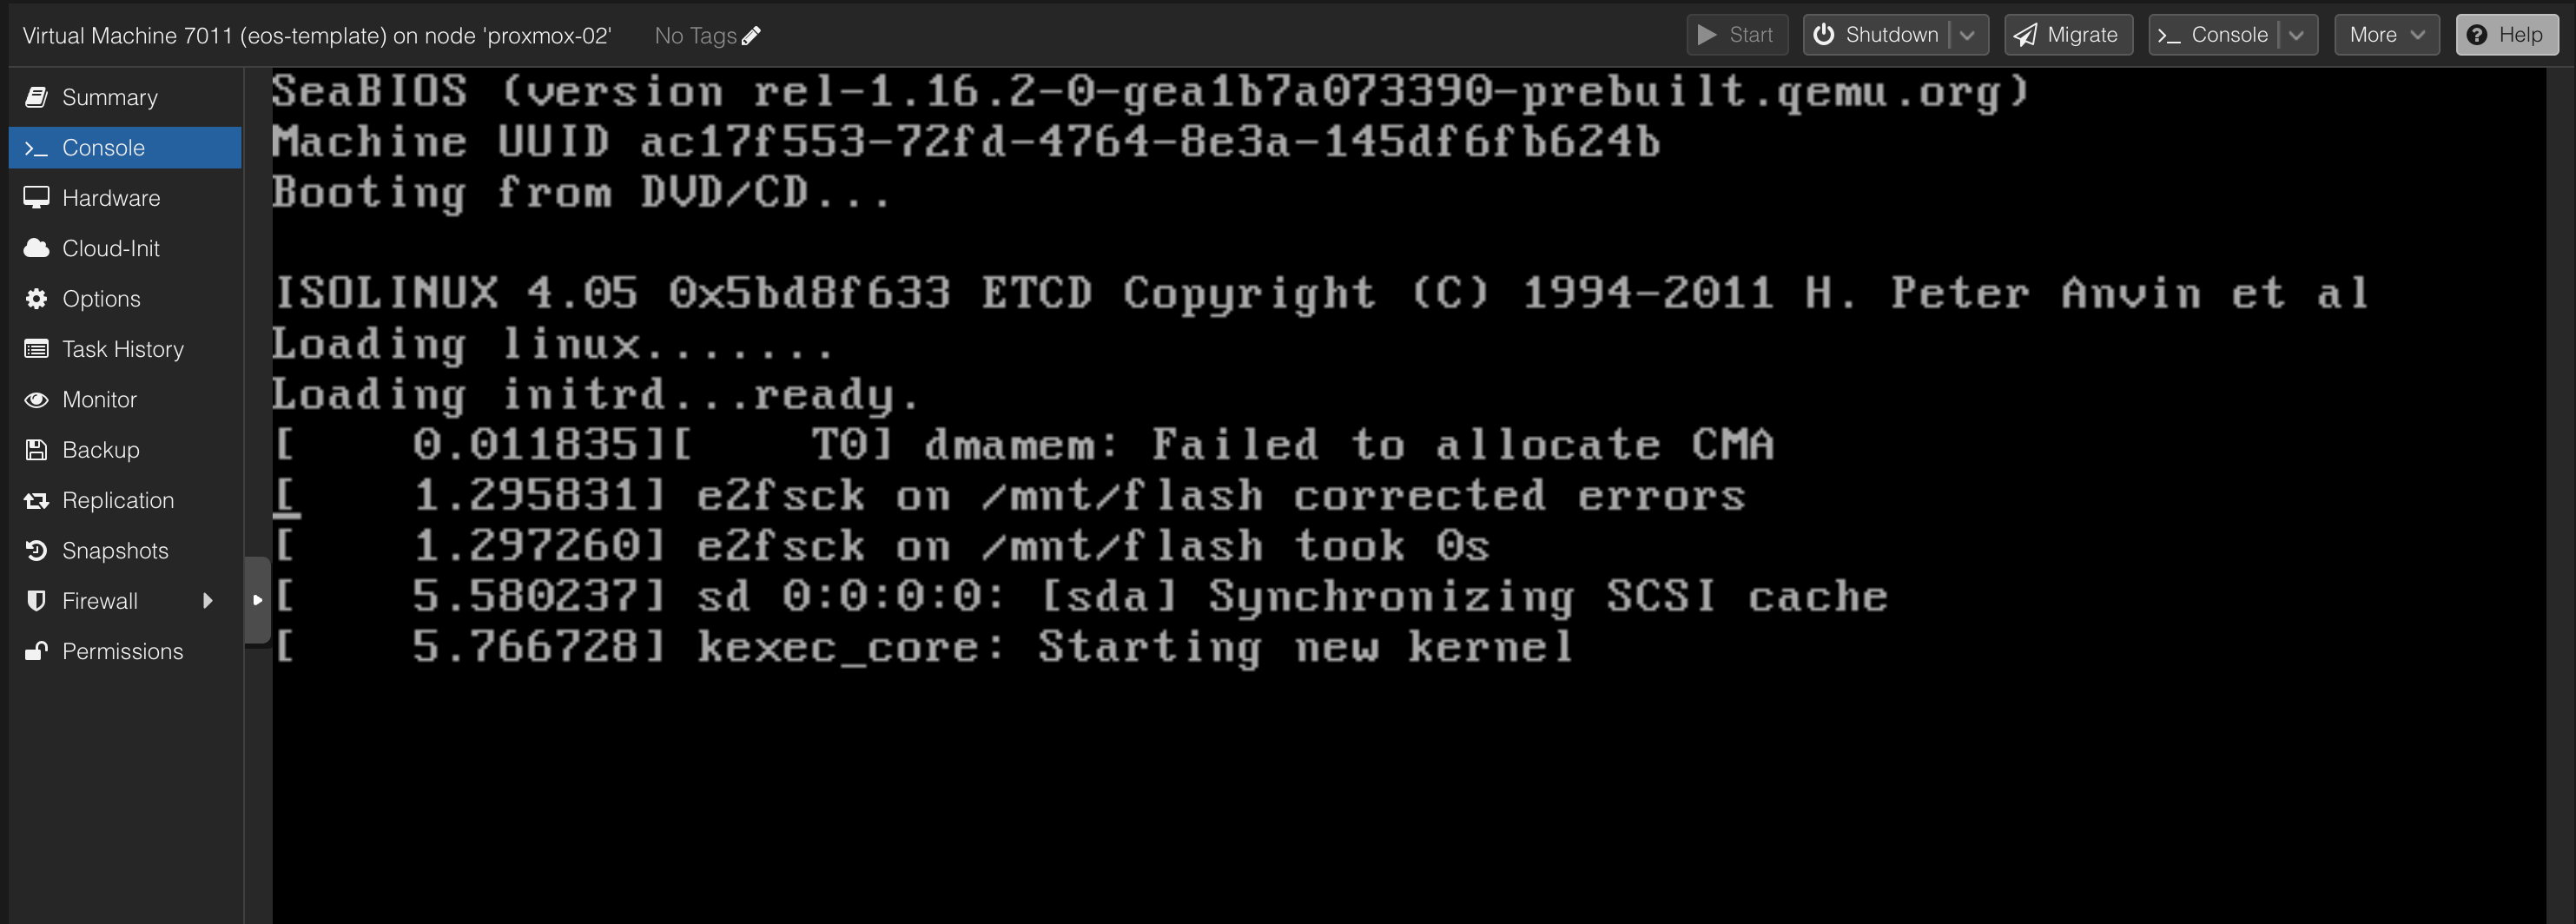 Virtual Machine 7011 (eos-template) on node 'proxmox-02' No Tags Start Shutdown Migrate Console More Help
Summary
Console
Hardware
Cloud-Init
Options
Task History
Monitor
Backup
Replication
Snapshots
Firewall
Permissions
SeaBIOS (version rel-1.16.2-0-gea1b7a073390-prebuilt.qemu.org)
Machine UUID ac17f553-72fd-4764-8e3a-145df6fb624b
Booting from DVD/CD...
ISOLINUX 4.05 0x5bd8f633 ETCD Copyright (C) 1994-2011 H. Peter Anvin et al
Loading linux.......
Loading initrd...ready.
[    0.011835][    T0] dmamem: Failed to allocate CMA
[    1.295831] e2fsck on /mnt/flash corrected errors
[    1.297260] e2fsck on /mnt/flash took 0s
[    5.580237] sd 0:0:0:0: [sda] Synchronizing SCSI cache
[    5.766728] kexec_core: Starting new kernel